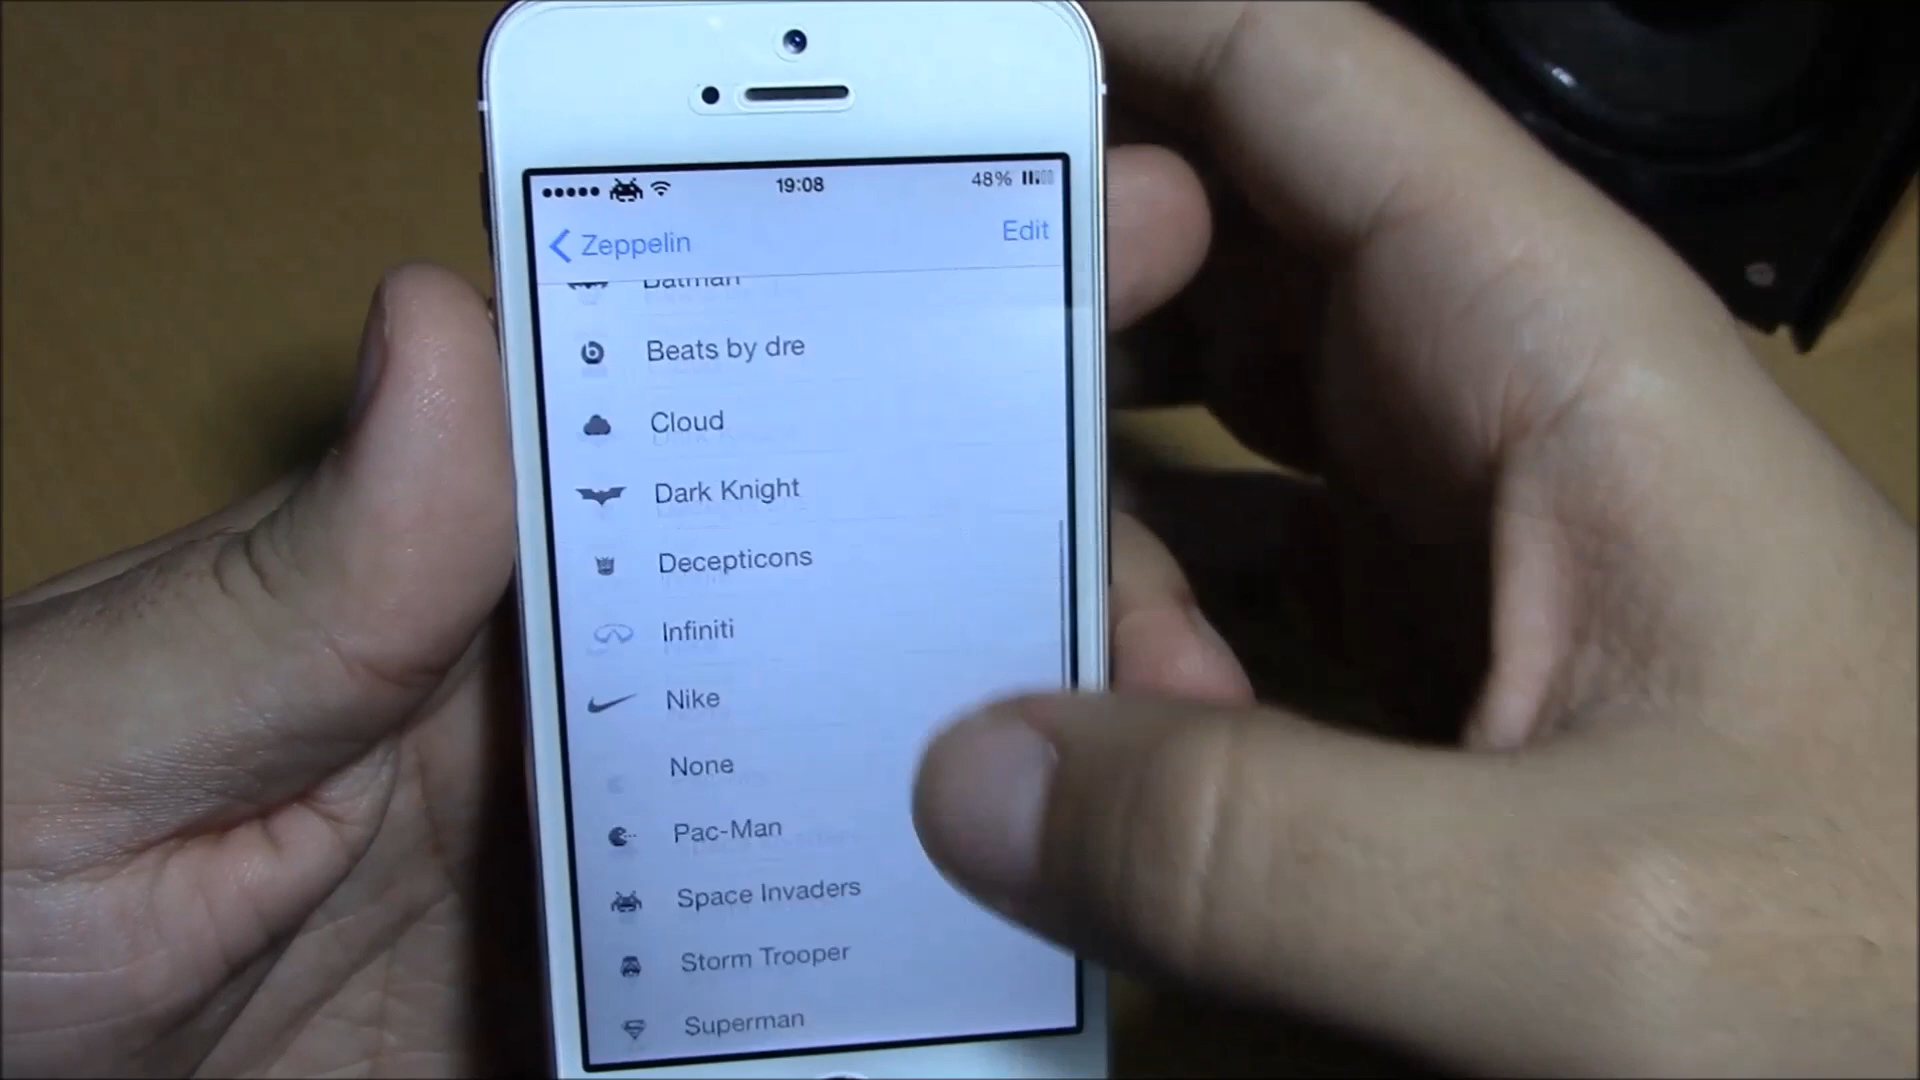 19:08
48%
Zeppelin
Edit
Batman
Beats by dre
Cloud
Dark Knight
Decepticons
Infiniti
Nike
None
Pac-Man
Space Invaders
Storm Trooper
Superman